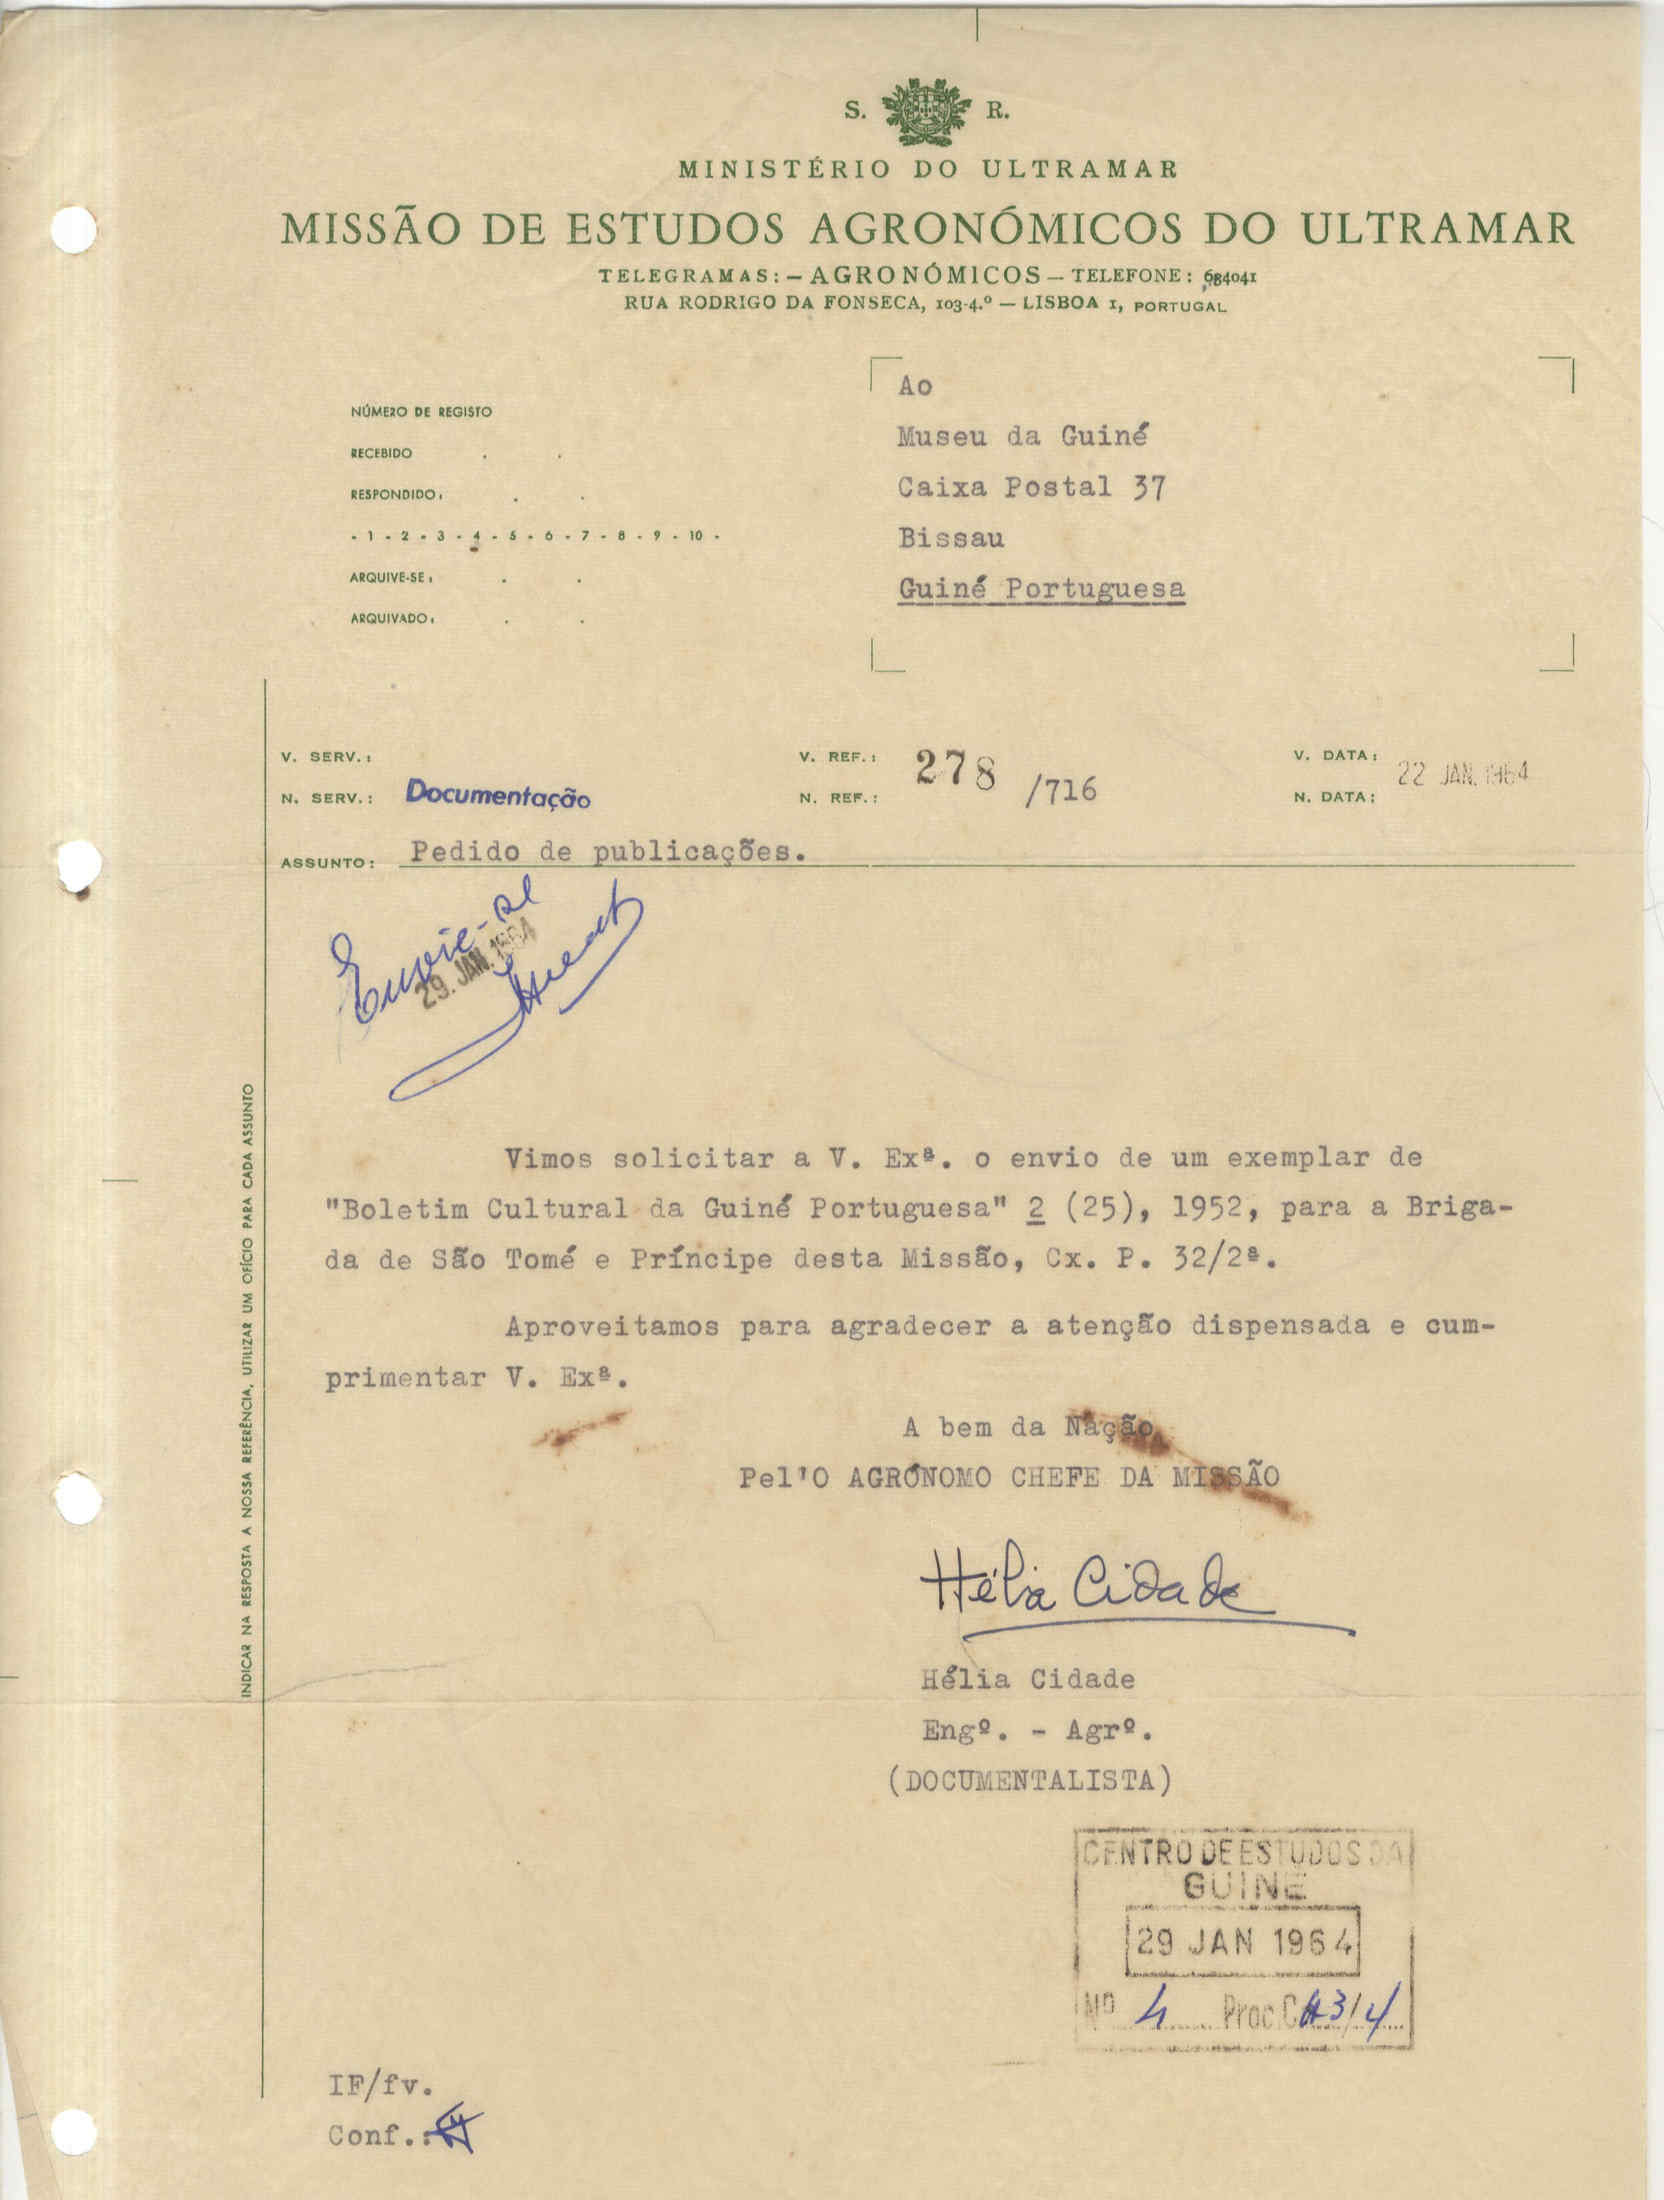 S. R.
MINISTÉRIO DO ULTRAMAR
MISSÃO DE ESTUDOS AGRONÓMICOS DO ULTRAMAR
TELEGRAMAS: — AGRONÓMICOS — TELEFONE: 684041
RUA RODRIGO DA FONSECA, 103-4.º — LISBOA 1, PORTUGAL
NÚMERO DE REGISTO
RECEBIDO . .
RESPONDIDO: . .
- 1 - 2 - 3 - 4 - 5 - 6 - 7 - 8 - 9 - 10 -
ARQUIVE-SE: . .
ARQUIVADO: . .
Ao
Museu da Guiné
Caixa Postal 37
Bissau
Guiné Portuguesa
V. SERV.:
N. SERV.: Documentação
V. REF.:
N. REF.: 278 /716
V. DATA:
N. DATA: 22 JAN. 1964
ASSUNTO: Pedido de publicações.
Envie-se
29. JAN. 1964
INDICAR NA RESPOSTA A NOSSA REFERÊNCIA, UTILIZAR UM OFÍCIO PARA CADA ASSUNTO
Vimos solicitar a V. Exª. o envio de um exemplar de
"Boletim Cultural da Guiné Portuguesa" 2 (25), 1952, para a Briga-
da de São Tomé e Príncipe desta Missão, Cx. P. 32/2ª.
Aproveitamos para agradecer a atenção dispensada e cum-
primentar V. Exª.
A bem da Nação
Pel'O AGRÓNOMO CHEFE DA MISSÃO
Hélia Cidade
Hélia Cidade
Engº. - Agrº.
(DOCUMENTALISTA)
CENTRO DE ESTUDOS DA
GUINÉ
29 JAN 1964
Nº 4 Proc. 3/4
IF/fv.
Conf.: